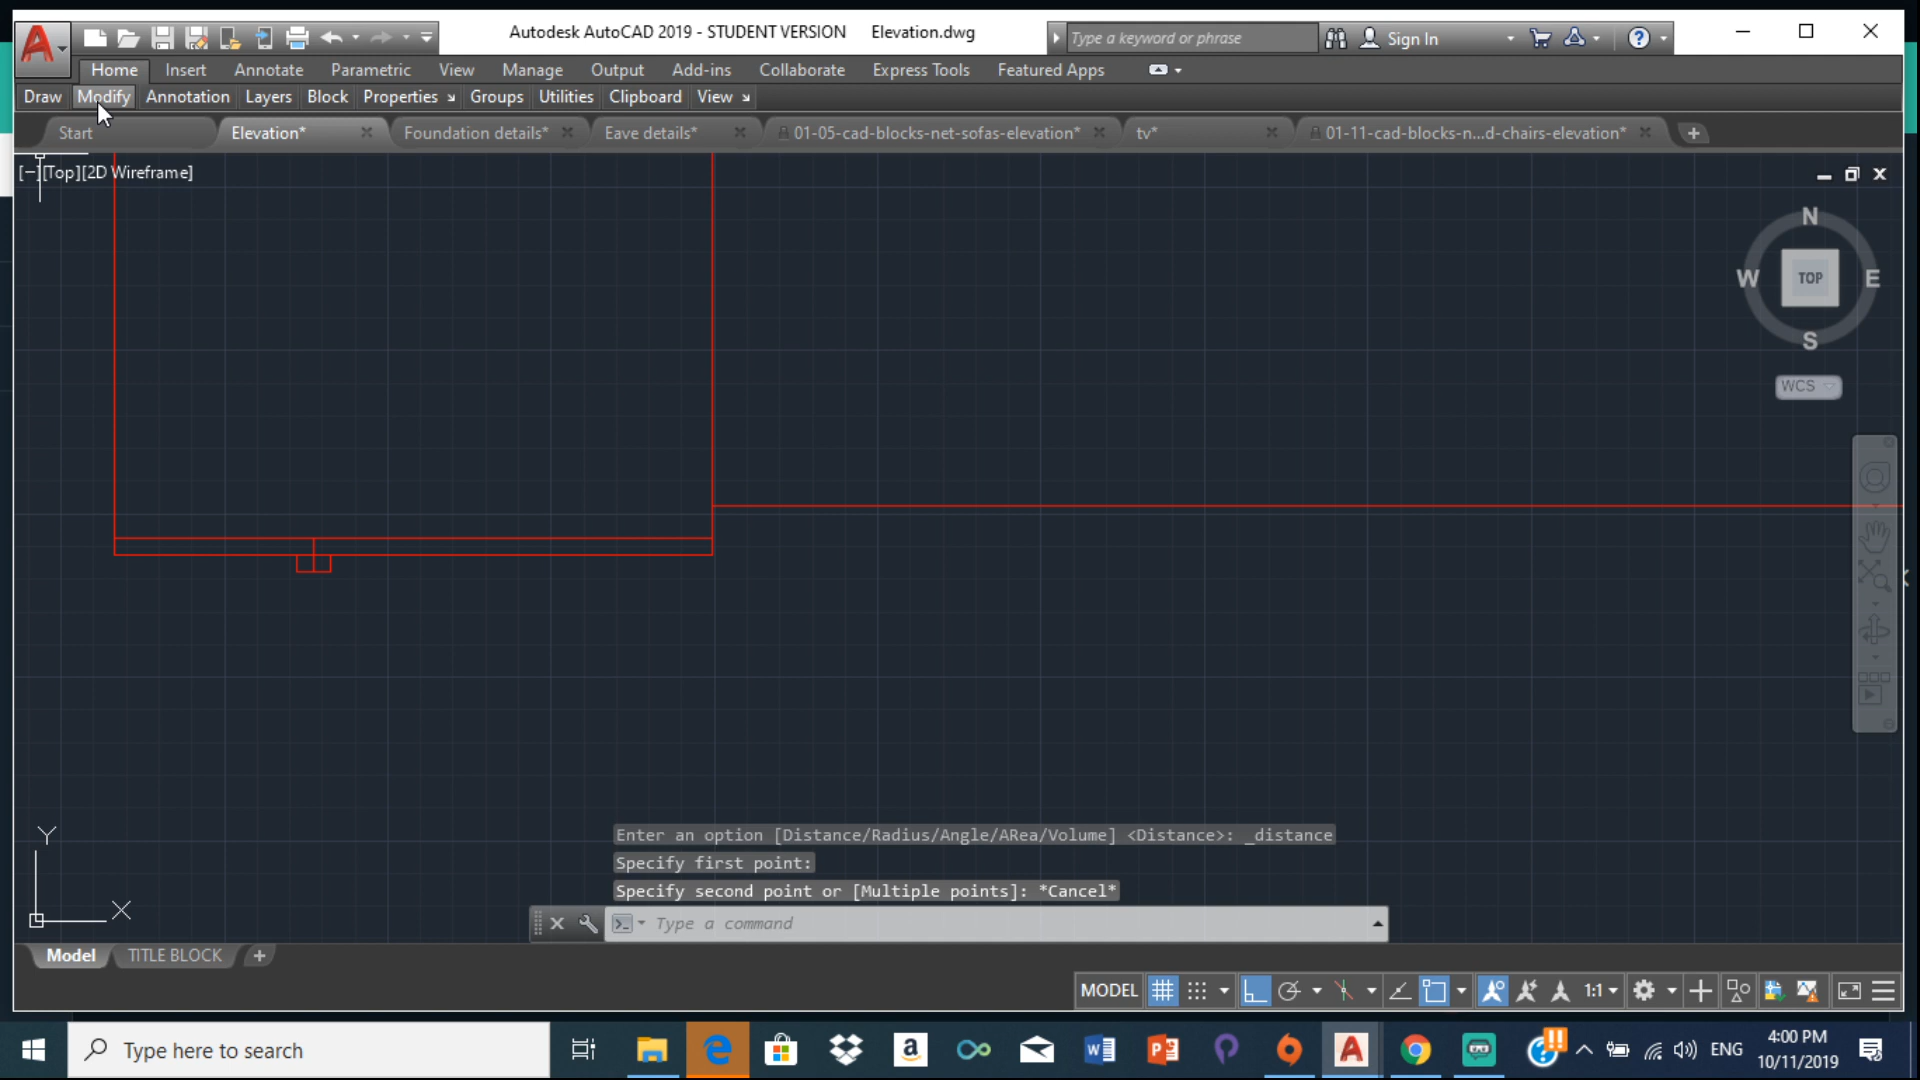 Autodesk AutoCAD 2019 - STUDENT VERSION Elevation.dwg
Type a keyword or phrase
Sign In
Home Insert Annotate Parametric View Manage Output Add-ins Collaborate Express Tools Featured Apps
Draw Modify Annotation Layers Block Properties Groups Utilities Clipboard View
Start Elevation* Foundation details* Eave details* 01-05-cad-blocks-net-sofas-elevation* tv* 01-11-cad-blocks-n...d-chairs-elevation*
[−][Top][2D Wireframe]
N
W TOP E
S
WCS
Enter an option [Distance/Radius/Angle/ARea/Volume] <Distance>: _distance
Specify first point:
Specify second point or [Multiple points]: *Cancel*
Type a command
Y
X
Model TITLE BLOCK
MODEL 1:1
Type here to search
ENG
4:00 PM
10/11/2019